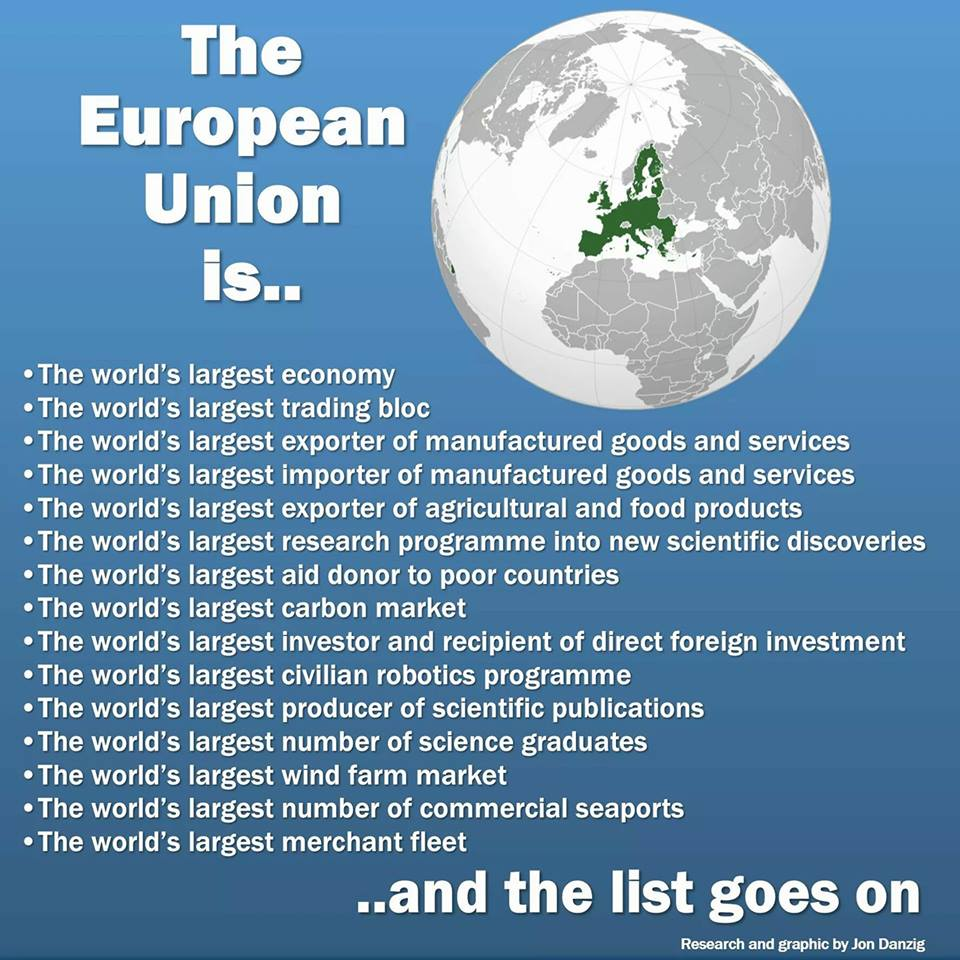 The
European
Union
is..
•The world’s largest economy
•The world’s largest trading bloc
•The world’s largest exporter of manufactured goods and services
•The world’s largest importer of manufactured goods and services
•The world’s largest exporter of agricultural and food products
•The world’s largest research programme into new scientific discoveries
•The world’s largest aid donor to poor countries
•The world’s largest carbon market
•The world’s largest investor and recipient of direct foreign investment
•The world’s largest civilian robotics programme
•The world’s largest producer of scientific publications
•The world’s largest number of science graduates
•The world’s largest wind farm market
•The world’s largest number of commercial seaports
•The world’s largest merchant fleet
..and the list goes on
Research and graphic by Jon Danzig